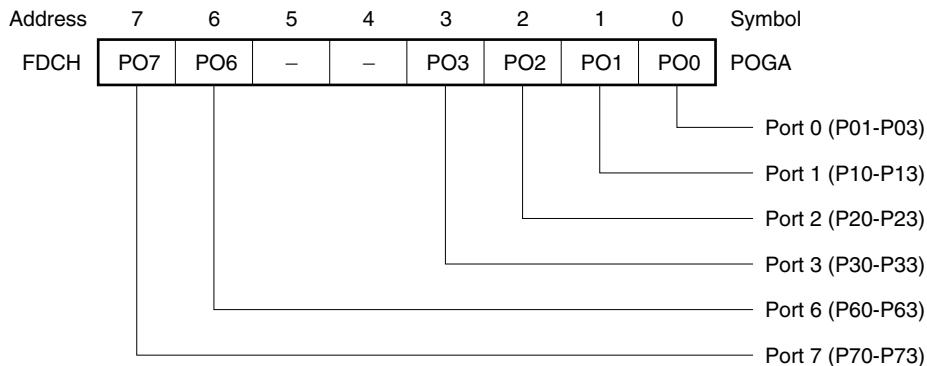 Address 7 6 5 4 3 2 1 0 Symbol
FDCH PO7 PO6 – – PO3 PO2 PO1 PO0 POGA
Port 0 (P01-P03)
Port 1 (P10-P13)
Port 2 (P20-P23)
Port 3 (P30-P33)
Port 6 (P60-P63)
Port 7 (P70-P73)